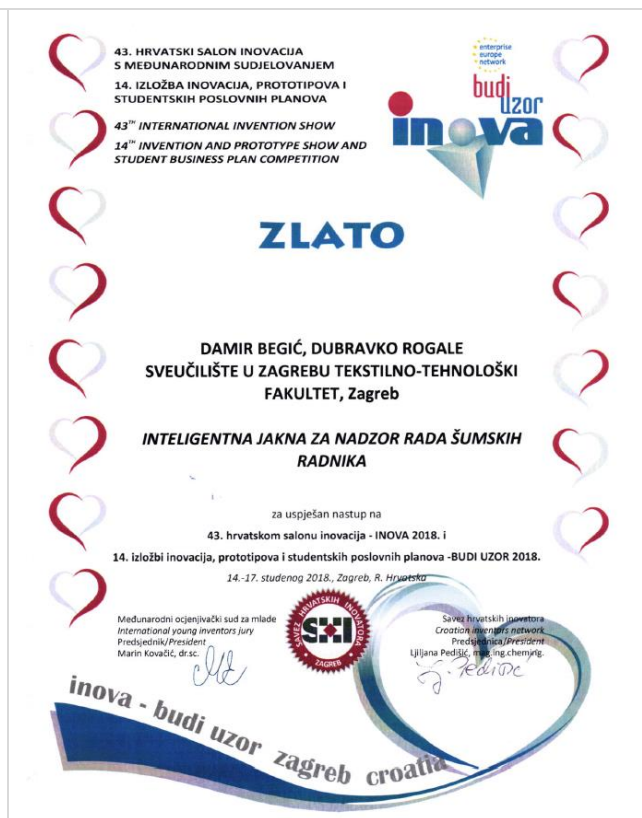 43. HRVATSKI SALON INOVACIJA
S MEĐUNARODNIM SUDJELOVANJEM
14. IZLOŽBA INOVACIJA, PROTOTIPOVA I
STUDENTSKIH POSLOVNIH PLANOVA
43TH INTERNATIONAL INVENTION SHOW
14TH INVENTION AND PROTOTYPE SHOW AND
STUDENT BUSINESS PLAN COMPETITION
enterprise
europe
network
budi
uzor
inova
ZLATO
DAMIR BEGIĆ, DUBRAVKO ROGALE
SVEUČILIŠTE U ZAGREBU TEKSTILNO-TEHNOLOŠKI
FAKULTET, Zagreb
INTELIGENTNA JAKNA ZA NADZOR RADA ŠUMSKIH
RADNIKA
za uspješan nastup na
43. hrvatskom salonu inovacija - INOVA 2018. i
14. izložbi inovacija, prototipova i studentskih poslovnih planova -BUDI UZOR 2018.
14.-17. studenog 2018., Zagreb, R. Hrvatska
Međunarodni ocjenjivački sud za mlade
International young inventors jury
Predsjednik/President
Marin Kovačić, dr.sc.
SAVEZ HRVATSKIH INOVATORA
SHI
ZAGREB
Savez hrvatskih inovatora
Croatian inventors network
Predsjednica/President
Ljiljana Pedišić, mag.ing.cheming.
inova - budi uzor zagreb croatia